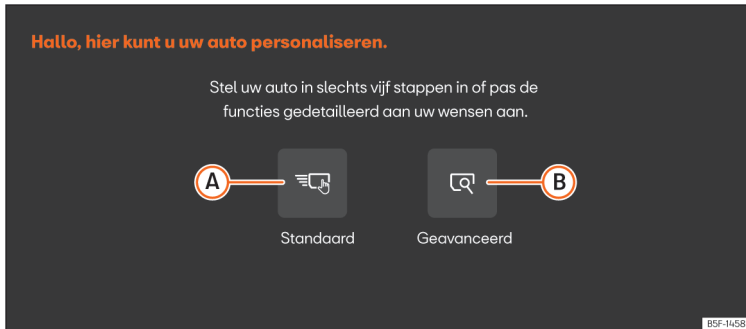 Hallo, hier kunt u uw auto personaliseren.
Stel uw auto in slechts vijf stappen in of pas de
functies gedetailleerd aan uw wensen aan.
A
B
Standaard
Geavanceerd
B5F-1458